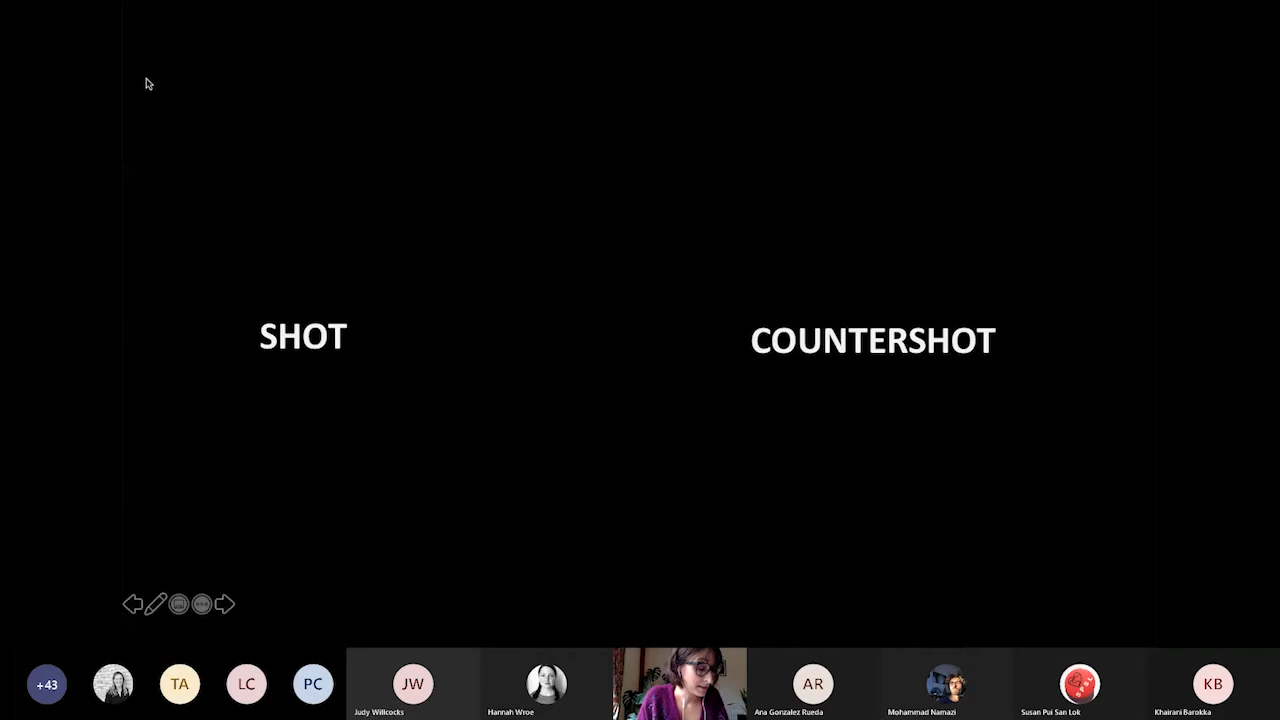 SHOT
COUNTERSHOT
+43
TA
LC
PC
JW
AR
KB
Judy Willcocks
Hannah Wroe
Ana Gonzalez Rueda
Mohammad Namazi
Susan Pui San Lok
Khairani Barokka